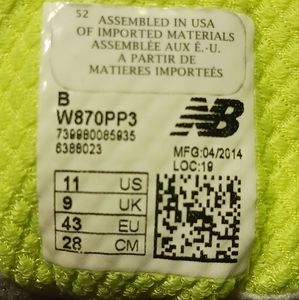 52
ASSEMBLED IN USA
OF IMPORTED MATERIALS
ASSEMBLÉE AUX É.-U.
A PARTIR DE
MATIERES IMPORTEÉS
B
W870PP3
739980085935
6388023
NB
MFG:04/2014
LOC:19
11 US
9 UK
43 EU
28 CM